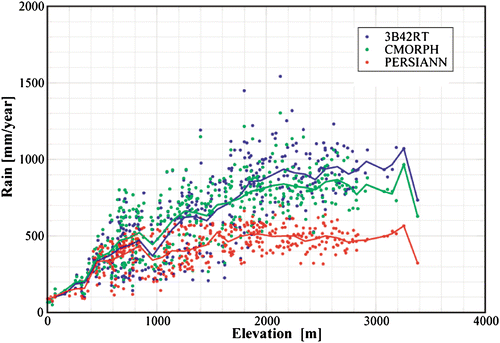 2000
1500
1000
500
0
Rain [mm/year]
3B42RT
CMORPH
PERSIANN
0 1000 2000 3000 4000
Elevation [m]